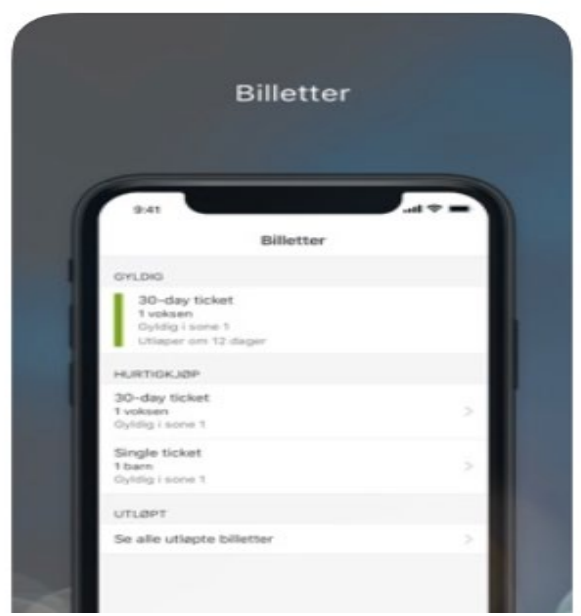 Billetter
9:41
Billetter
GYLDIG
30-day ticket
1 voksen
Gyldig i sone 1
Utløper om 12 dager
HURTIGKJØP
30-day ticket
1 voksen
Gyldig i sone 1
Single ticket
1 barn
Gyldig i sone 1
UTLØPT
Se alle utløpte billetter